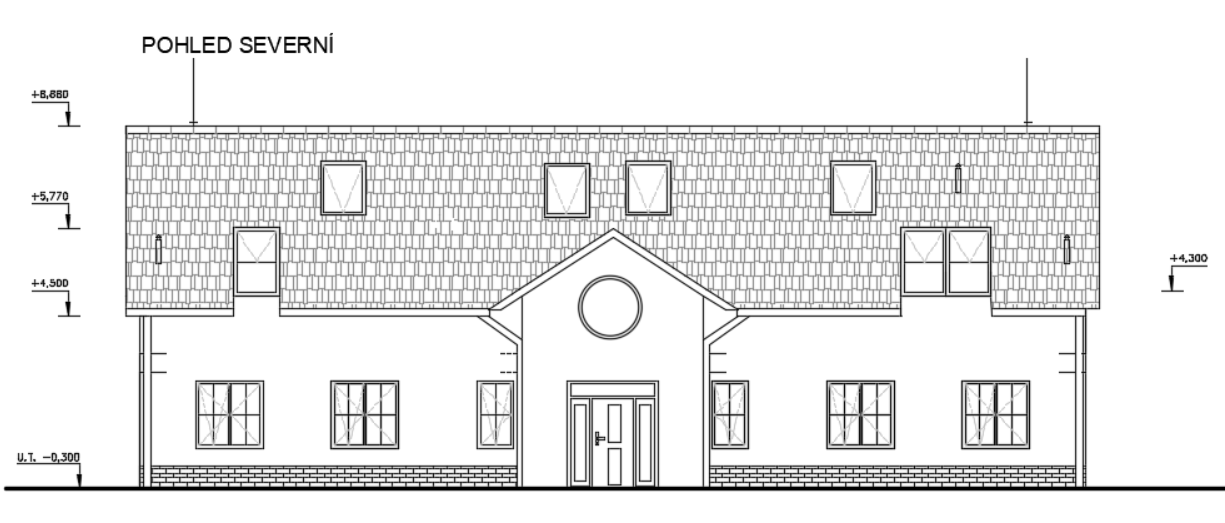 POHLED SEVERNÍ
+8,880
+5,770
+4,500
+4,300
U.T. -0,300